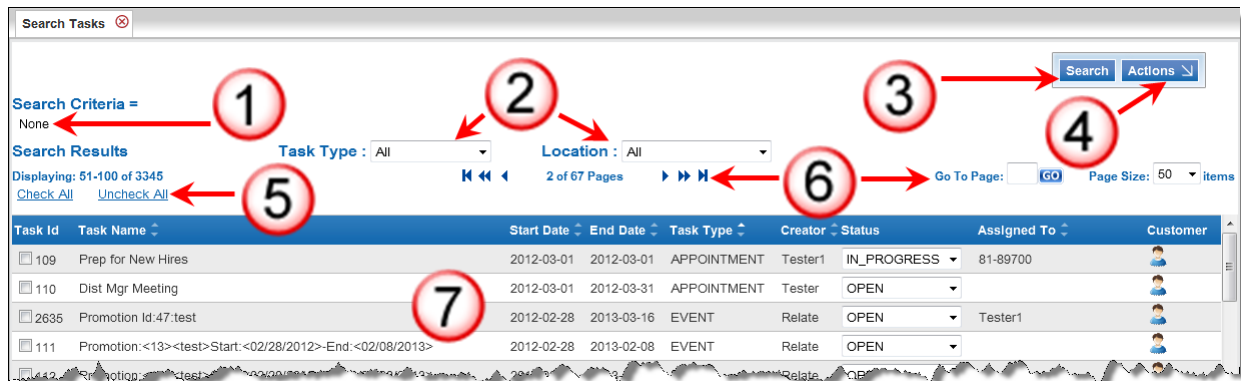 Search Tasks
Search Actions
1 2 3 4
Search Criteria =
None
Search Results Task Type : All Location : All
Displaying: 51-100 of 3345 2 of 67 Pages 6 Go To Page: GO Page Size: 50 items
Check All Uncheck All 5
Task Id Task Name Start Date End Date Task Type Creator Status Assigned To Customer
109 Prep for New Hires 2012-03-01 2012-03-01 APPOINTMENT Tester1 IN_PROGRESS 81-89700
110 Dist Mgr Meeting 2012-03-01 2012-03-31 APPOINTMENT Tester OPEN
7
2635 Promotion Id:47:test 2012-02-28 2013-03-16 EVENT Relate OPEN Tester1
111 Promotion:<13><test>Start:<02/28/2012>-End:<02/08/2013> 2012-02-28 2013-02-08 EVENT Relate OPEN
Relate